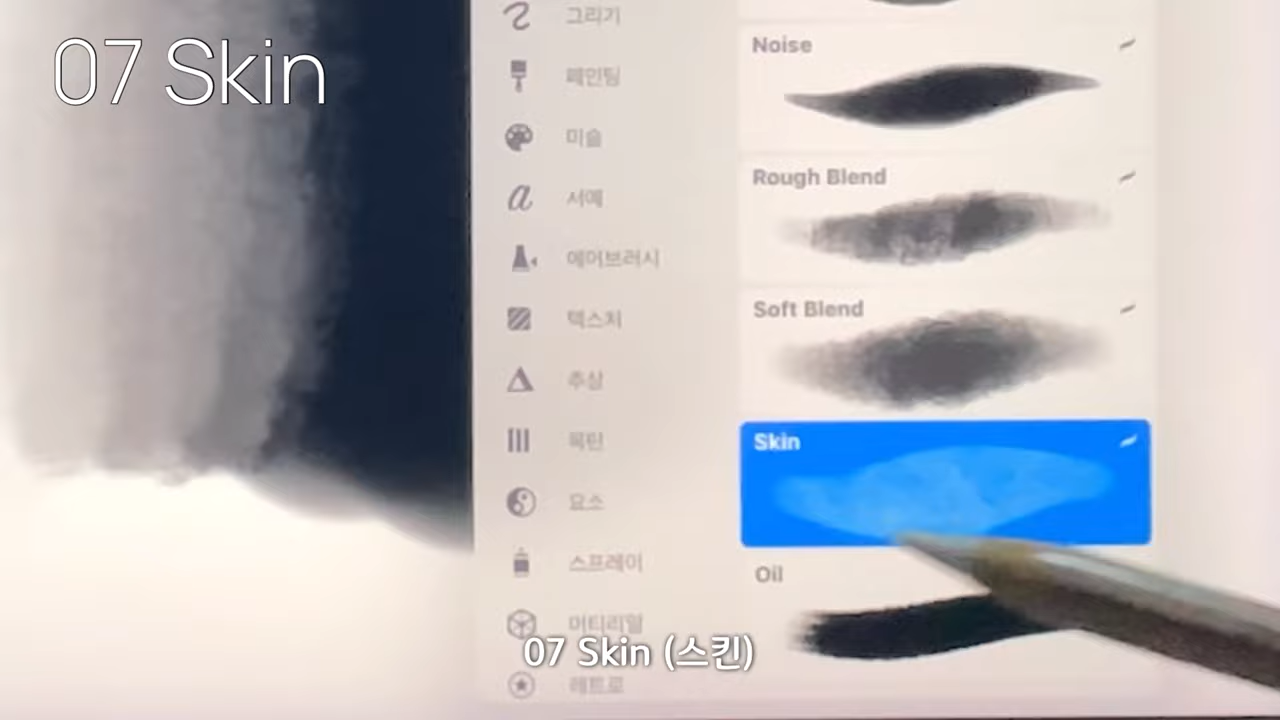 07 Skin
그리기
페인팅
미술
서예
에어브러시
텍스처
추상
목탄
요소
스프레이
머티리얼
레트로
Noise
Rough Blend
Soft Blend
Skin
Oil
07 Skin (스킨)